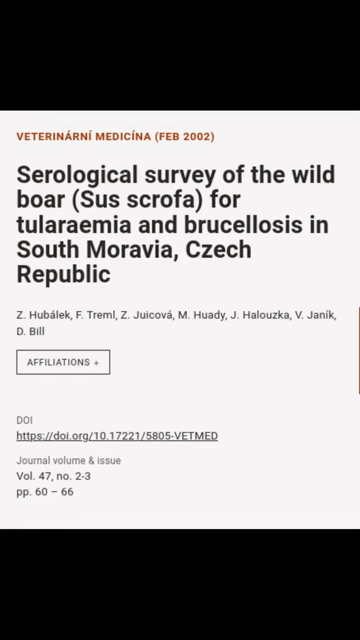 VETERINÁRNÍ MEDICÍNA (FEB 2002)
Serological survey of the wild
boar (Sus scrofa) for
tularaemia and brucellosis in
South Moravia, Czech
Republic
Z. Hubálek, F. Treml, Z. Juicová, M. Huady, J. Halouzka, V. Janík,
D. Bill
AFFILIATIONS +
DOI
https://doi.org/10.17221/5805-VETMED
Journal volume & issue
Vol. 47, no. 2-3
pp. 60 – 66